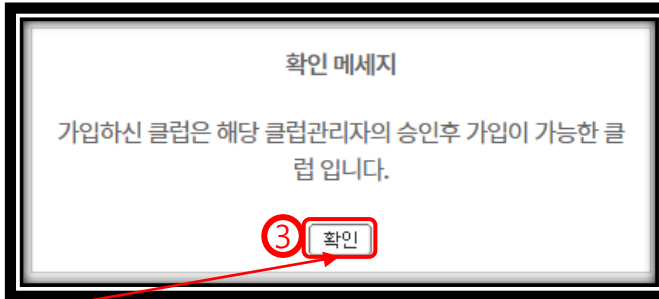 확인 메세지
가입하신 클럽은 해당 클럽관리자의 승인후 가입이 가능한 클
럽 입니다.
③ 확인